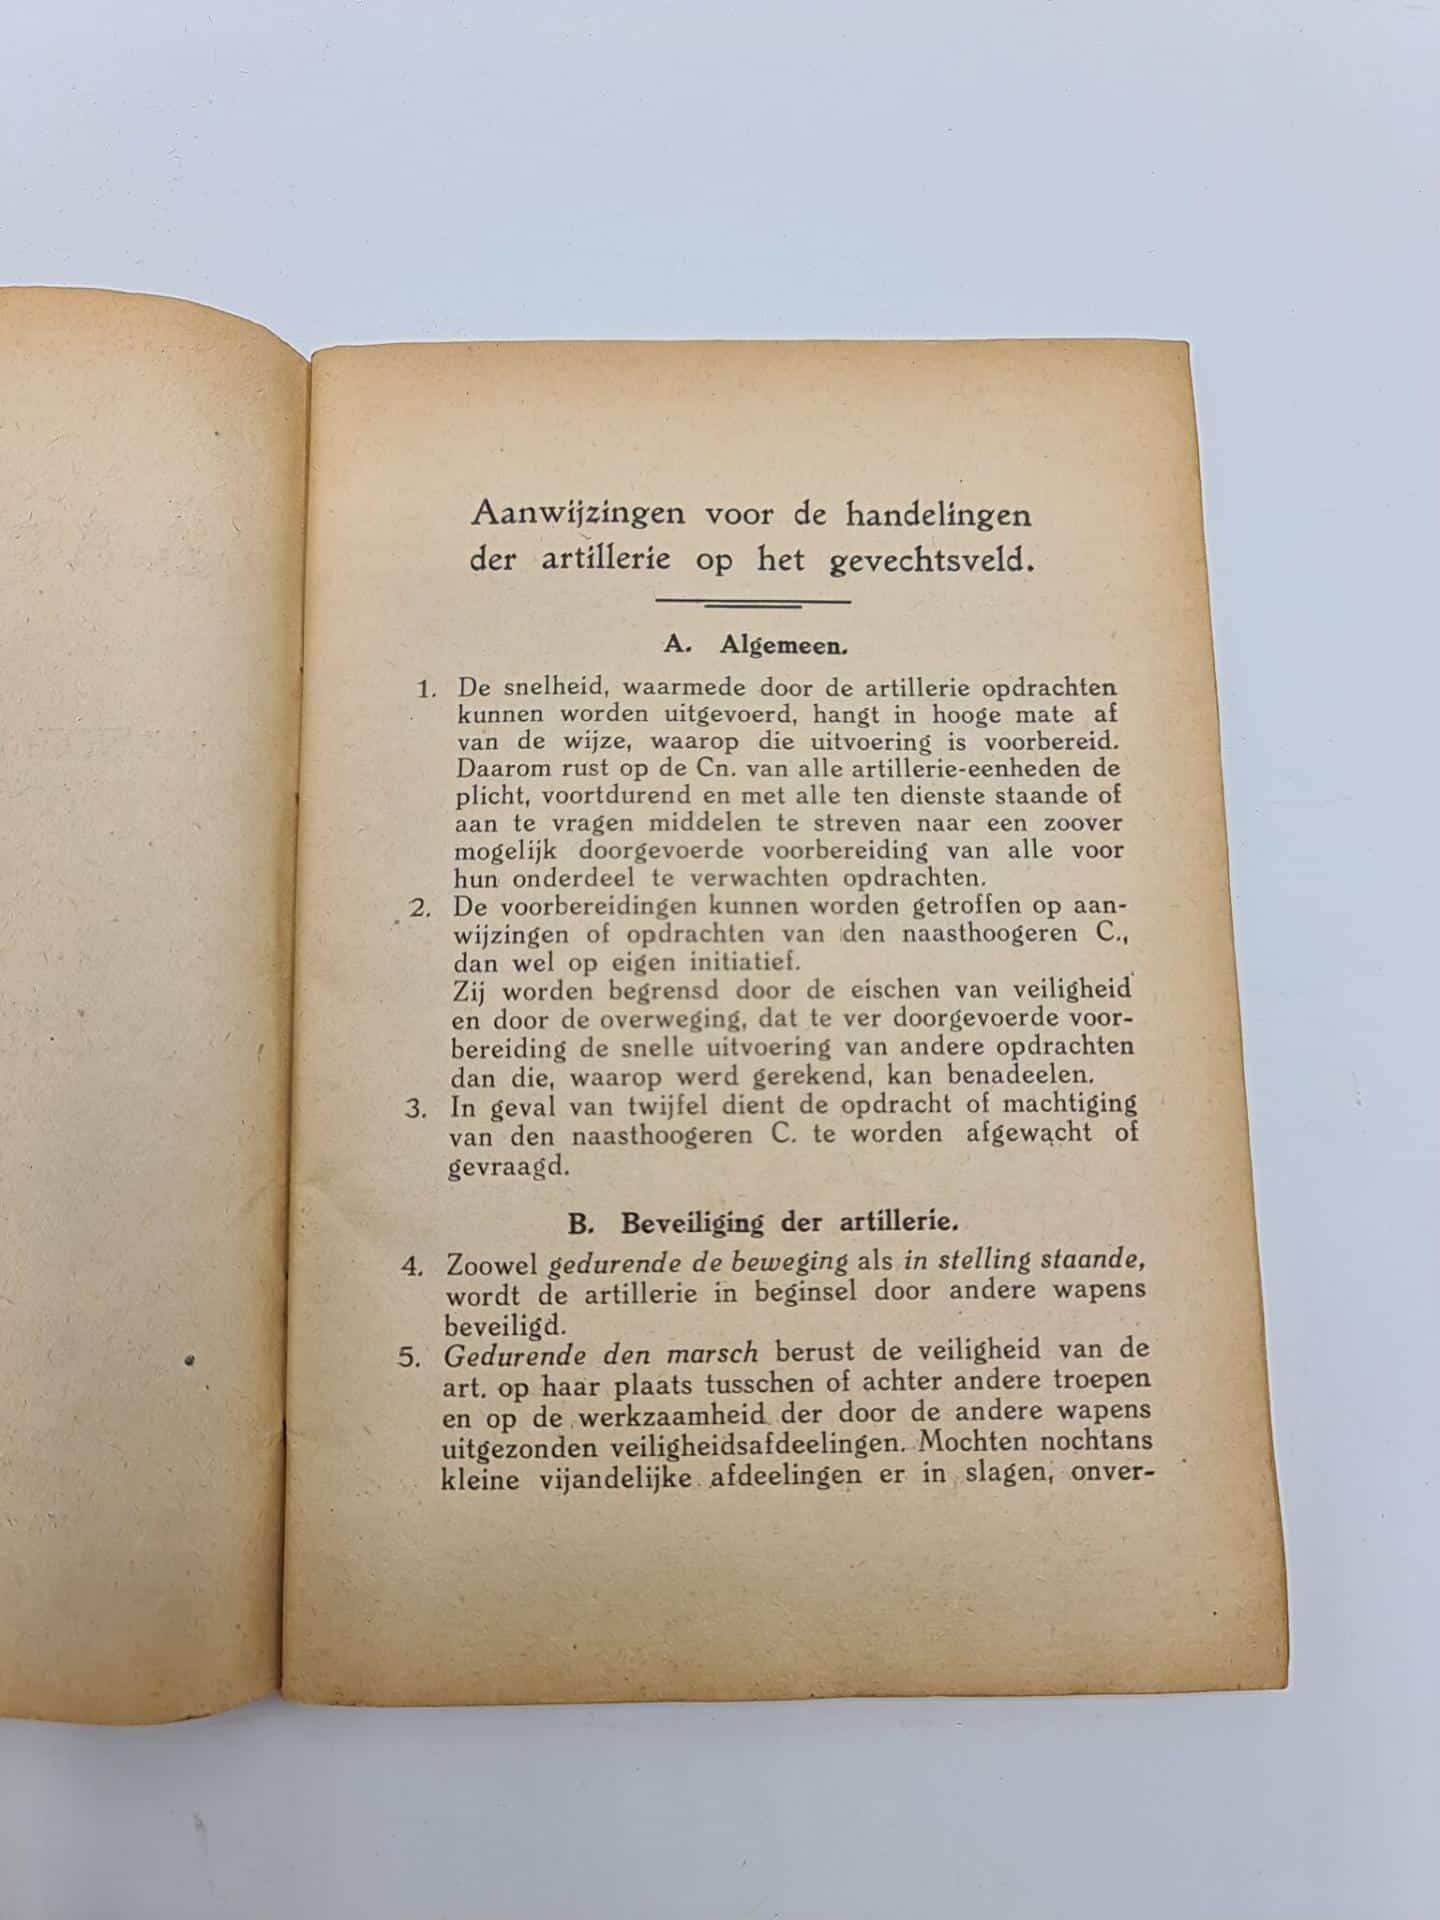 Aanwijzingen voor de handelingen
der artillerie op het gevechtsveld.
A. Algemeen.
1. De snelheid, waarmede door de artillerie opdrachten
kunnen worden uitgevoerd, hangt in hooge mate af
van de wijze, waarop die uitvoering is voorbereid.
Daarom rust op de Cn. van alle artillerie-eenheden de
plicht, voortdurend en met alle ten dienste staande of
aan te vragen middelen te streven naar een zoover
mogelijk doorgevoerde voorbereiding van alle voor
hun onderdeel te verwachten opdrachten.
2. De voorbereidingen kunnen worden getroffen op aan-
wijzingen of opdrachten van den naasthoogeren C.,
dan wel op eigen initiatief.
Zij worden begrensd door de eischen van veiligheid
en door de overweging, dat te ver doorgevoerde voor-
bereiding de snelle uitvoering van andere opdrachten
dan die, waarop werd gerekend, kan benadeelen.
3. In geval van twijfel dient de opdracht of machtiging
van den naasthoogeren C. te worden afgewacht of
gevraagd.
B. Beveiliging der artillerie.
4. Zoowel gedurende de beweging als in stelling staande,
wordt de artillerie in beginsel door andere wapens
beveiligd.
5. Gedurende den marsch berust de veiligheid van de
art. op haar plaats tusschen of achter andere troepen
en op de werkzaamheid der door de andere wapens
uitgezonden veiligheidsafdeelingen. Mochten nochtans
kleine vijandelijke afdeelingen er in slagen, onver-